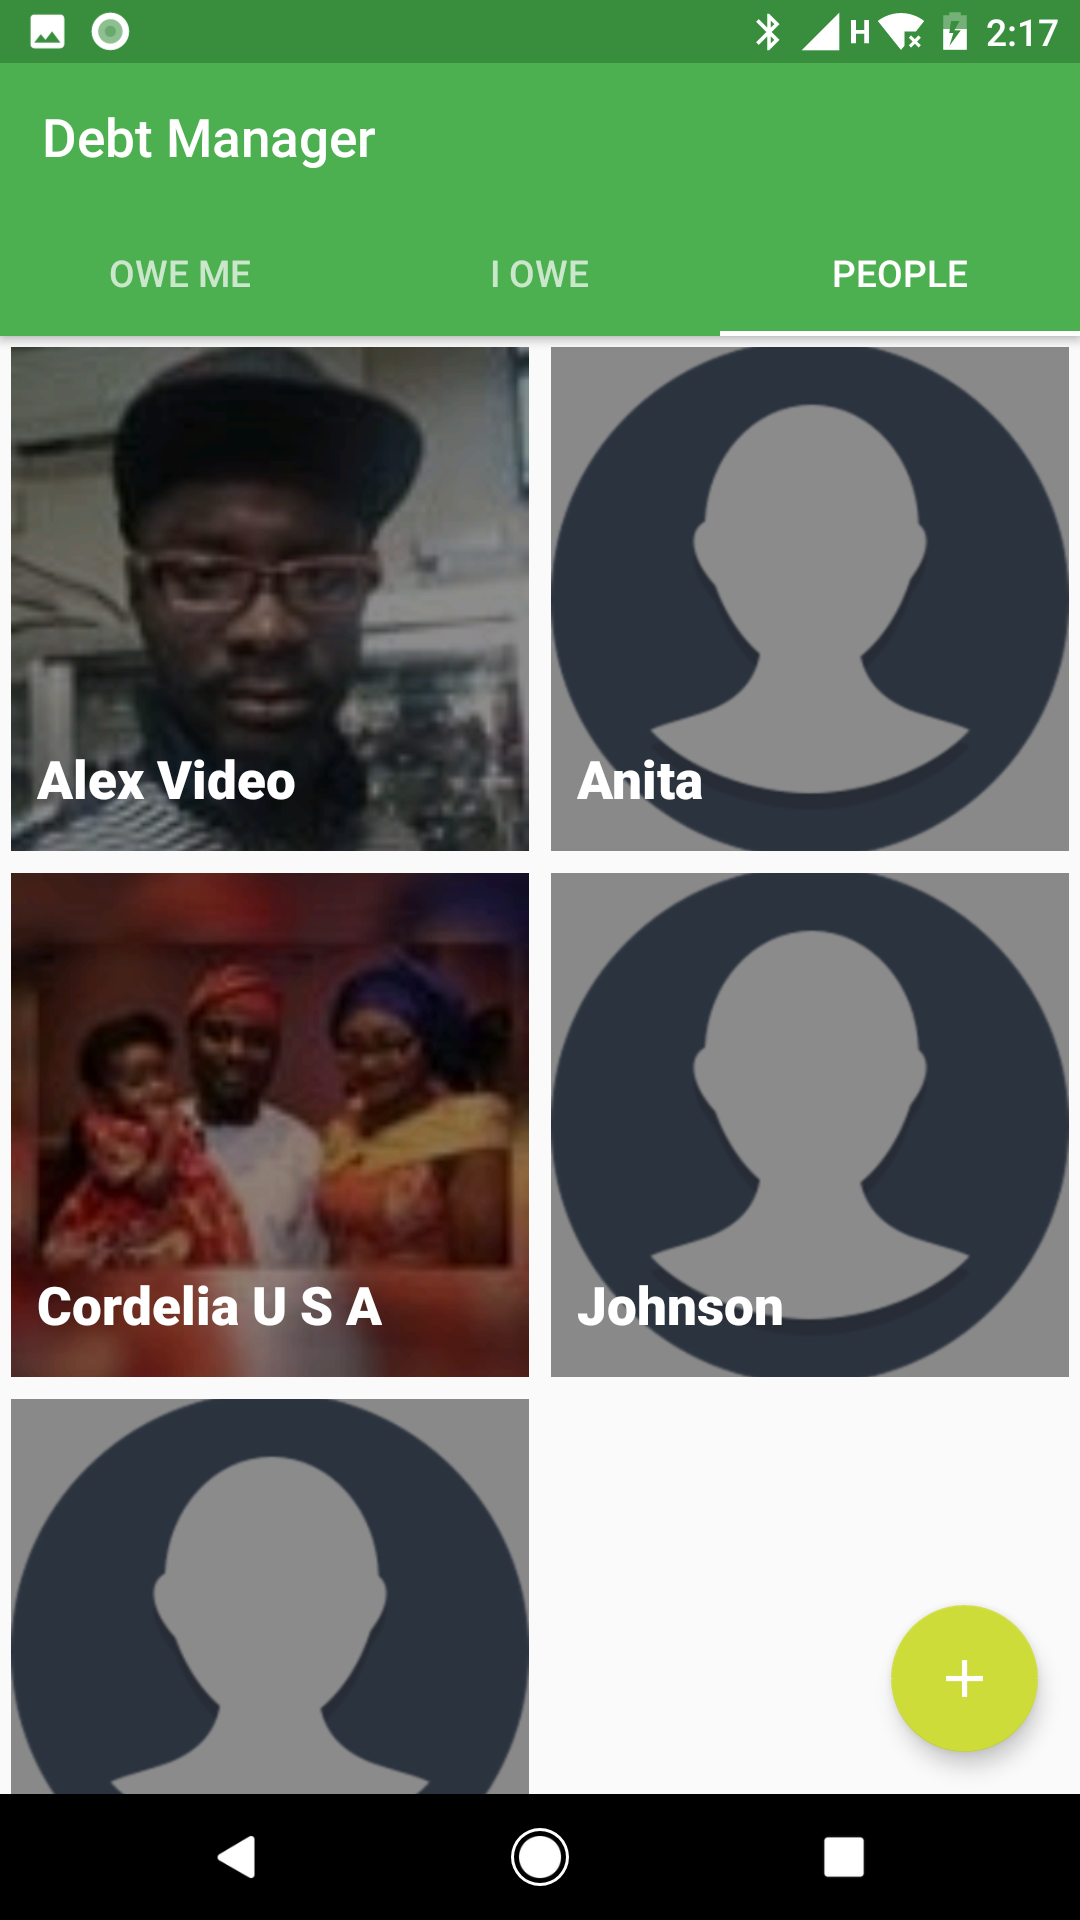 H 2:17
Debt Manager
OWE ME I OWE PEOPLE
Alex Video Anita
Cordelia U S A Johnson